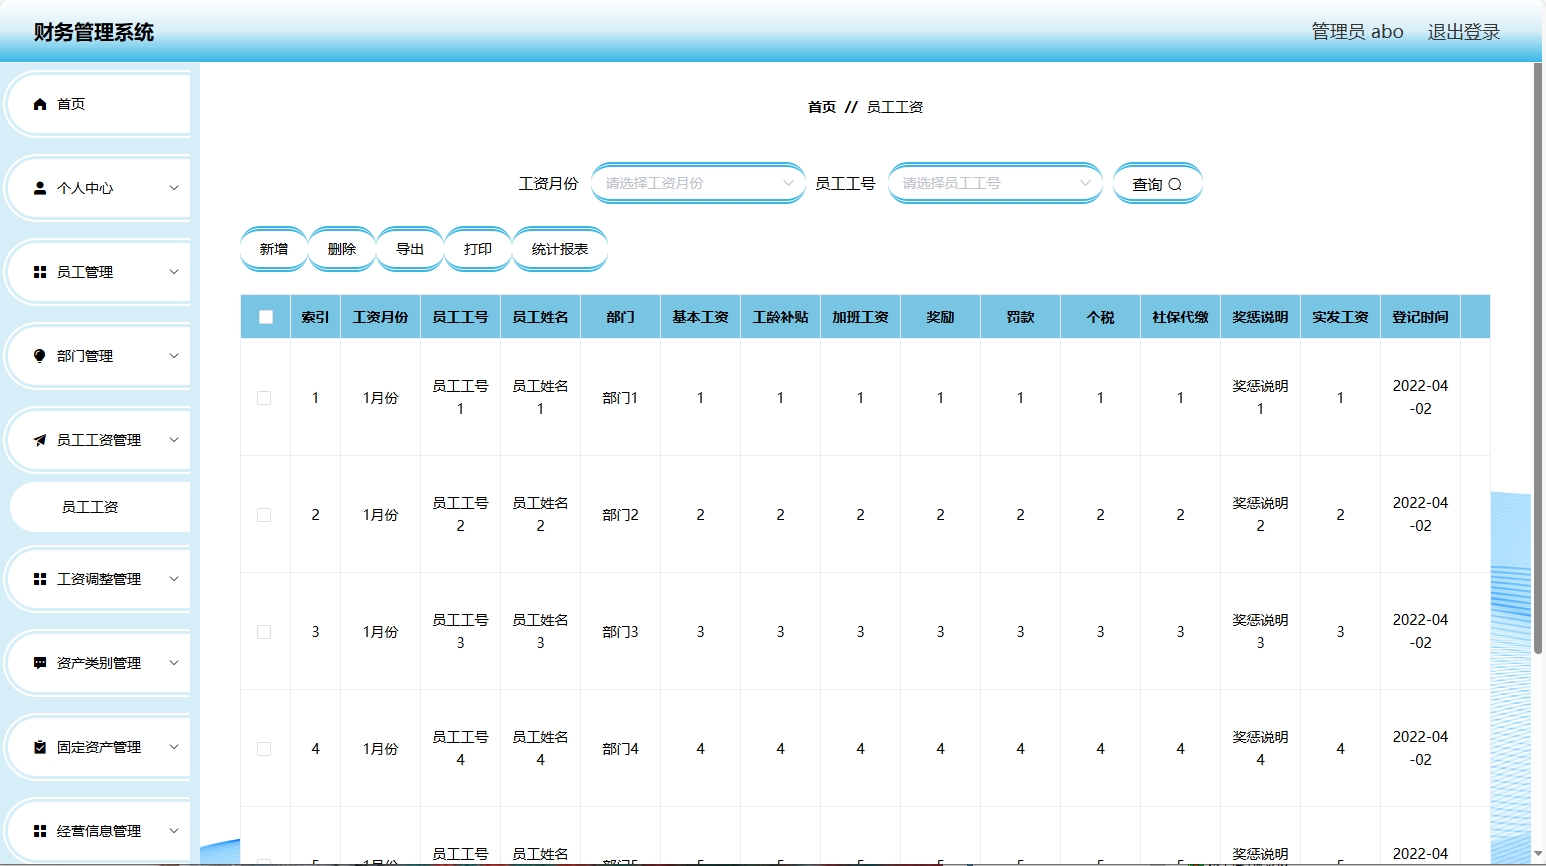 财务管理系统
管理员 abo 退出登录
首页
个人中心
员工管理
部门管理
员工工资管理
员工工资
工资调整管理
资产类别管理
固定资产管理
经营信息管理
首页 // 员工工资
工资月份 请选择工资月份 员工工号 请选择员工工号 查询
新增 删除 导出 打印 统计报表
索引 工资月份 员工工号 员工姓名 部门 基本工资 工龄补贴 加班工资 奖励 罚款 个税 社保代缴 奖惩说明 实发工资 登记时间
1 1月份 员工工号1 员工姓名1 部门1 1 1 1 1 1 1 1 奖惩说明1 1 2022-04-02
2 1月份 员工工号2 员工姓名2 部门2 2 2 2 2 2 2 2 奖惩说明2 2 2022-04-02
3 1月份 员工工号3 员工姓名3 部门3 3 3 3 3 3 3 3 奖惩说明3 3 2022-04-02
4 1月份 员工工号4 员工姓名4 部门4 4 4 4 4 4 4 4 奖惩说明4 4 2022-04-02
员工工号 员工姓名 奖惩说明 2022-04